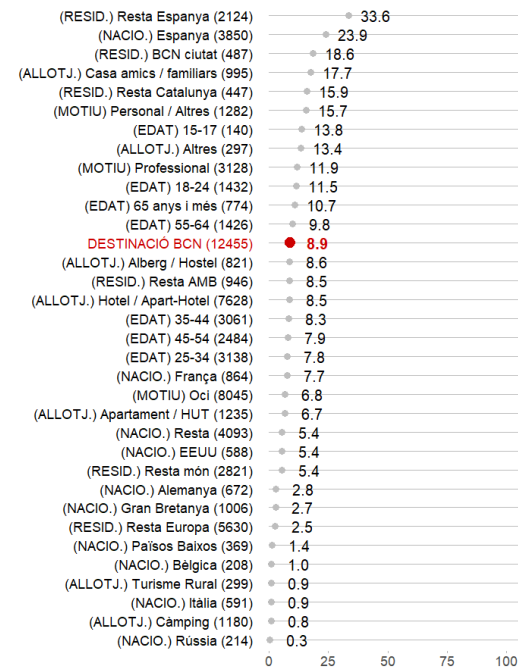 (RESID.) Resta Espanya (2124) 33.6
(NACIO.) Espanya (3850) 23.9
(RESID.) BCN ciutat (487) 18.6
(ALLOTJ.) Casa amics / familiars (995) 17.7
(RESID.) Resta Catalunya (447) 15.9
(MOTIU) Personal / Altres (1282) 15.7
(EDAT) 15-17 (140) 13.8
(ALLOTJ.) Altres (297) 13.4
(MOTIU) Professional (3128) 11.9
(EDAT) 18-24 (1432) 11.5
(EDAT) 65 anys i més (774) 10.7
(EDAT) 55-64 (1426) 9.8
DESTINACIÓ BCN (12455) 8.9
(ALLOTJ.) Alberg / Hostel (821) 8.6
(RESID.) Resta AMB (946) 8.5
(ALLOTJ.) Hotel / Apart-Hotel (7628) 8.5
(EDAT) 35-44 (3061) 8.3
(EDAT) 45-54 (2484) 7.9
(EDAT) 25-34 (3138) 7.8
(NACIO.) França (864) 7.7
(MOTIU) Oci (8045) 6.8
(ALLOTJ.) Apartament / HUT (1235) 6.7
(NACIO.) Resta (4093) 5.4
(NACIO.) EEUU (588) 5.4
(RESID.) Resta món (2821) 5.4
(NACIO.) Alemanya (672) 2.8
(NACIO.) Gran Bretanya (1006) 2.7
(RESID.) Resta Europa (5630) 2.5
(NACIO.) Països Baixos (369) 1.4
(NACIO.) Bèlgica (208) 1.0
(ALLOTJ.) Turisme Rural (299) 0.9
(NACIO.) Itàlia (591) 0.9
(ALLOTJ.) Càmping (1180) 0.8
(NACIO.) Rússia (214) 0.3
0 25 50 75 100